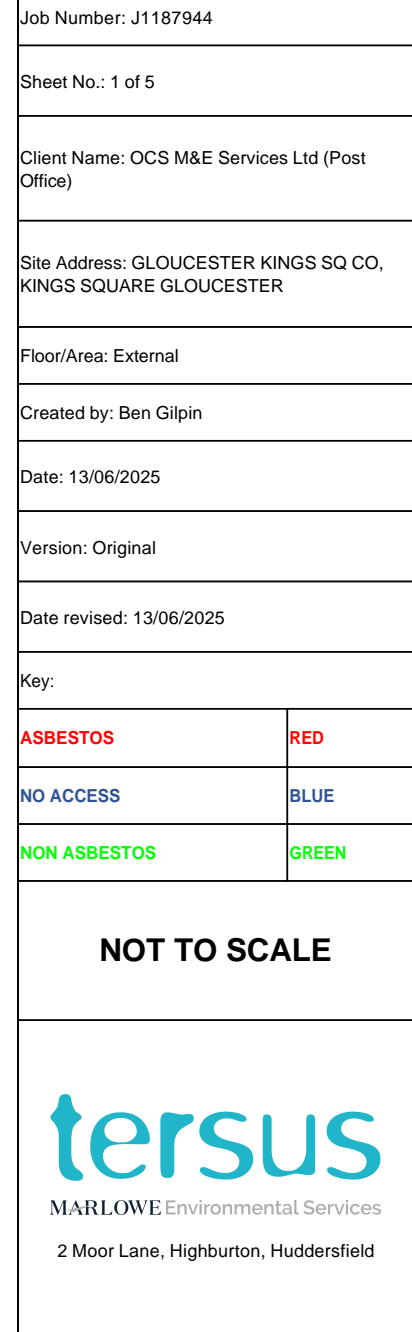 Job Number: J1187944
Sheet No.: 1 of 5
Client Name: OCS M&E Services Ltd (Post
Office)
Site Address: GLOUCESTER KINGS SQ CO,
KINGS SQUARE GLOUCESTER
Floor/Area: External
Created by: Ben Gilpin
Date: 13/06/2025
Version: Original
Date revised: 13/06/2025
Key:
ASBESTOS RED
NO ACCESS BLUE
NON ASBESTOS GREEN
NOT TO SCALE
tersus
MARLOWE Environmental Services
2 Moor Lane, Highburton, Huddersfield